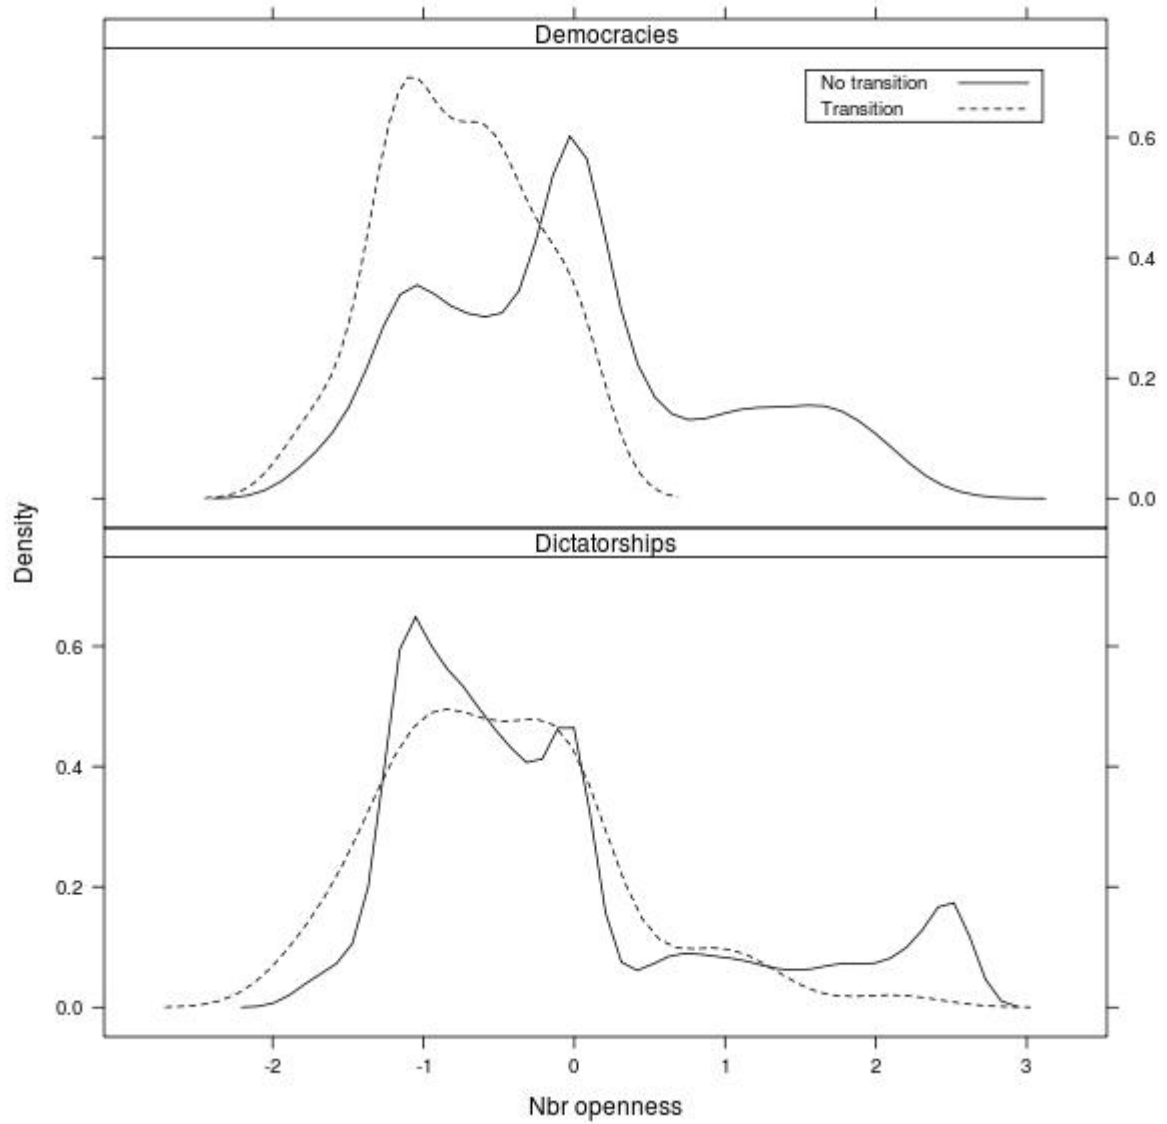 Democracies
No transition
Transition
0.6
0.4
0.2
0.0
Density
Dictatorships
0.6
0.4
0.2
0.0
-2 -1 0 1 2 3
Nbr openness